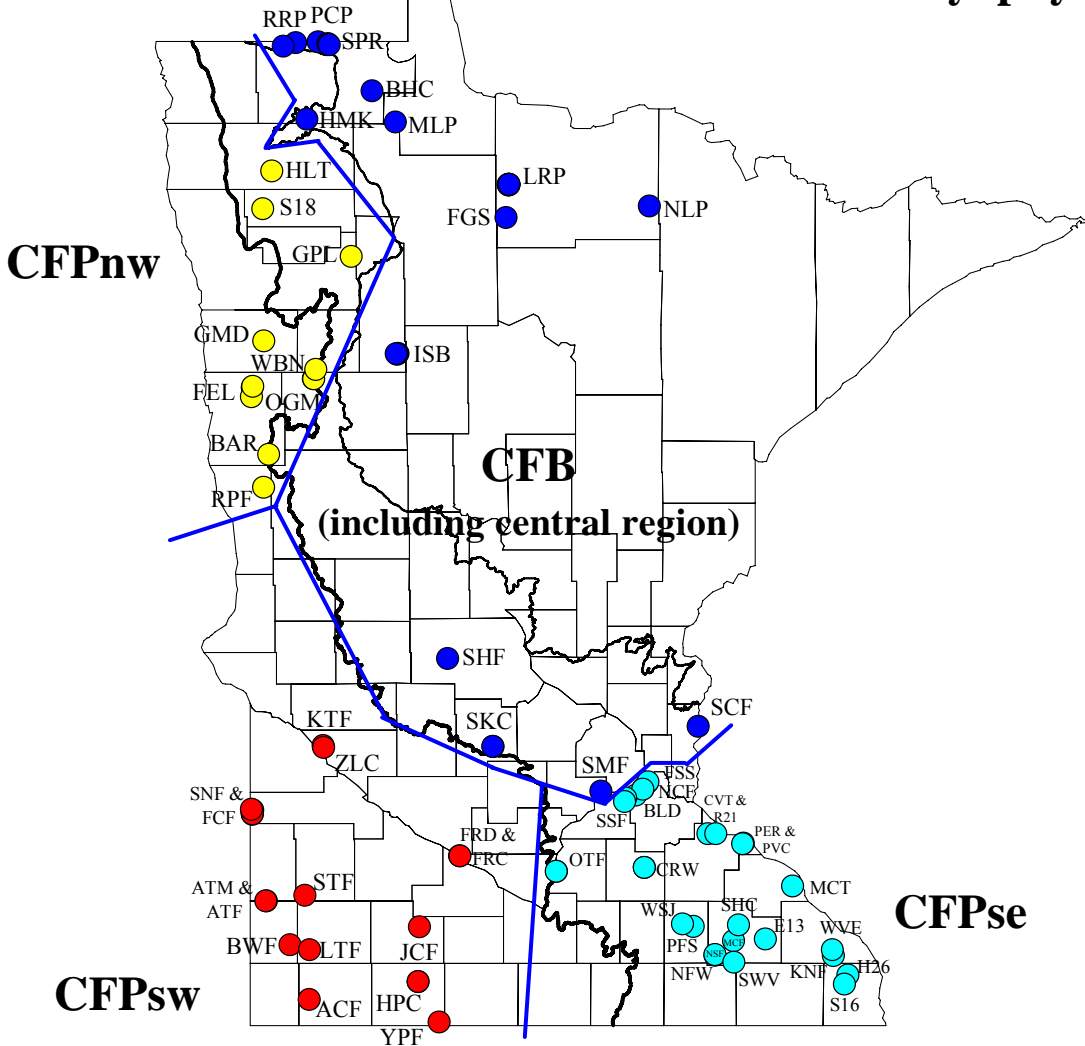 RRP PCP
SPR
BHC
HMK
MLP
HLT
LRP
S18
FGS
NLP
CFPnw
GPL
GMD
WBN
ISB
FEL
OGM
BAR
CFB
RPF
(including central region)
SHF
KTF
SKC
SCF
ZLC
SMF
FSS
SNF &
FCF
NCF
SSF
BLD
CVT &
R21
FRD &
FRC
PER &
PVC
OTF
CRW
ATM &
ATF
STF
MCT
CFPse
WSJ
SHC
E13
WVE
BWF
LTF
JCF
PFS
MCF
NSF
NFW
SWV
KNF
H26
CFPsw
ACF
HPC
S16
YPF